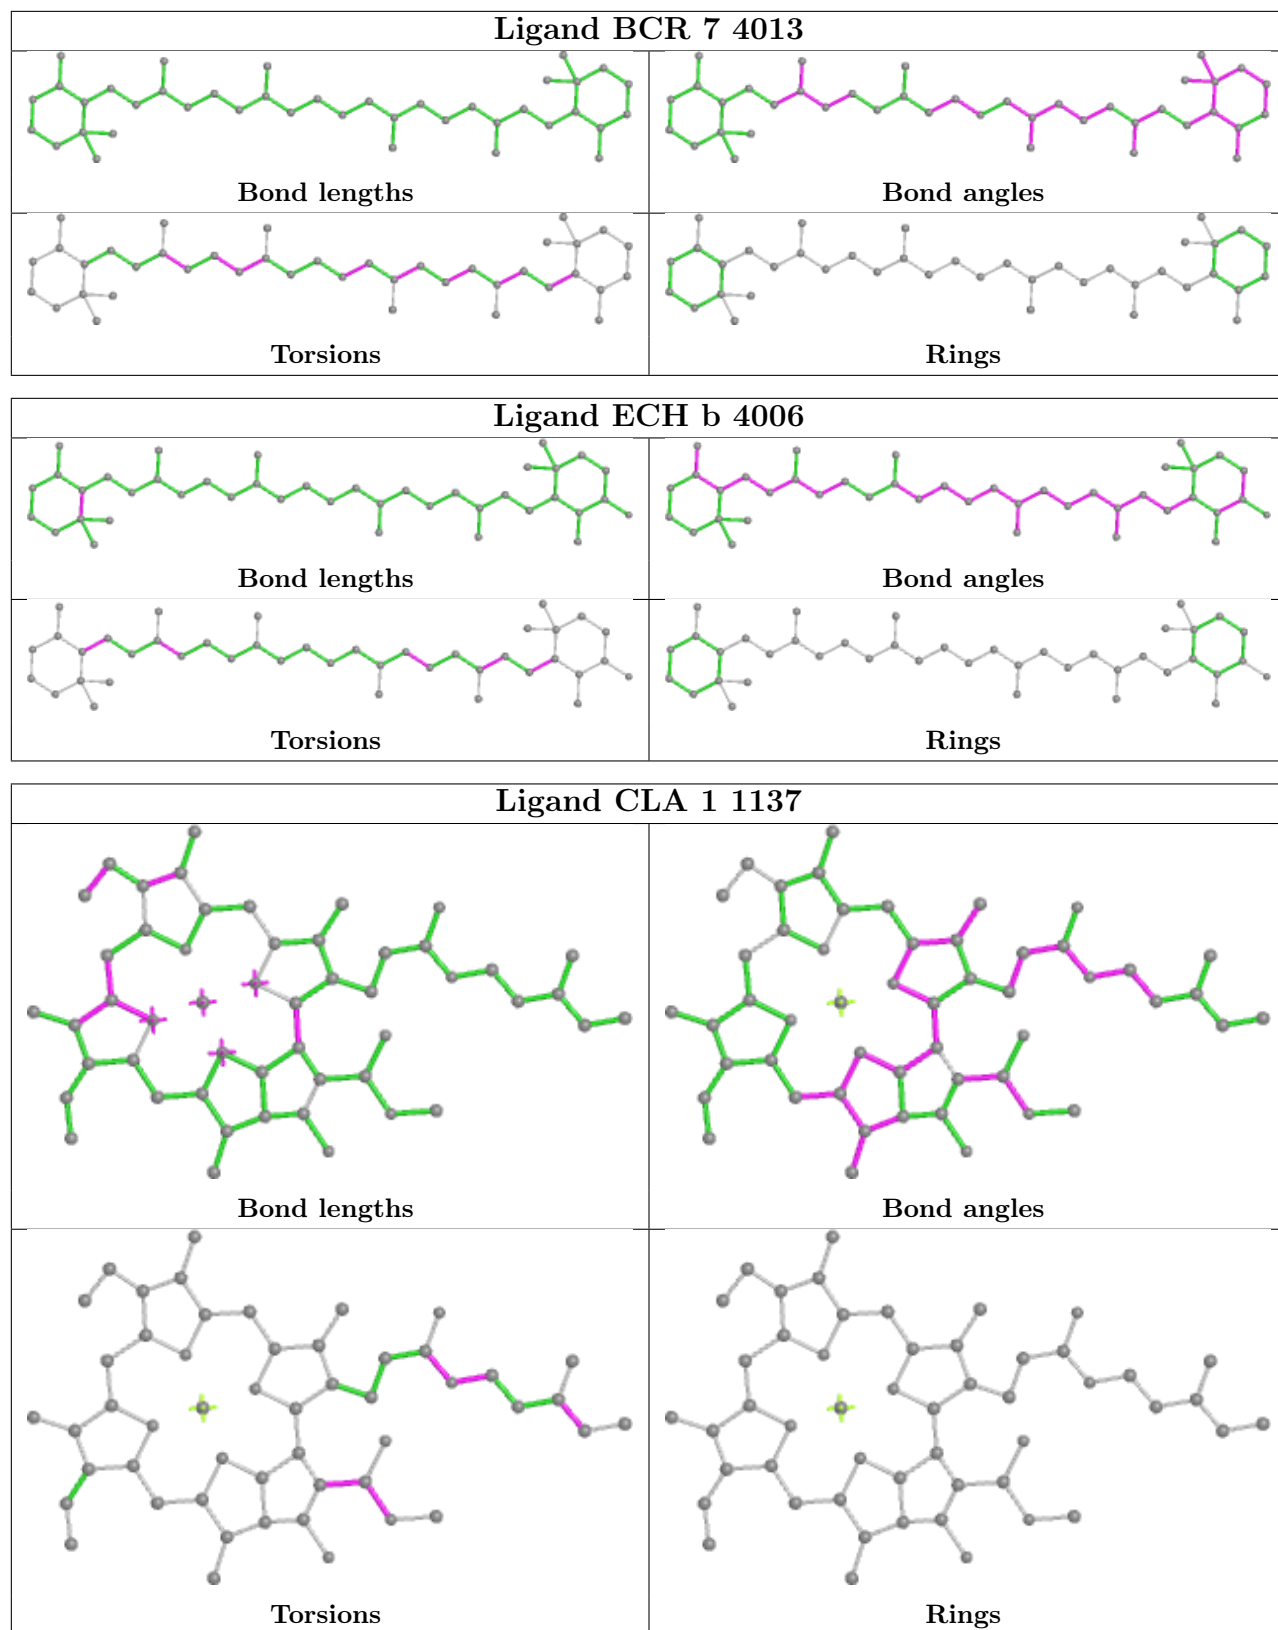 Ligand BCR 7 4013
Bond lengths
Bond angles
Torsions
Rings
Ligand ECH b 4006
Bond lengths
Bond angles
Torsions
Rings
Ligand CLA 1 1137
Bond lengths
Bond angles
Torsions
Rings